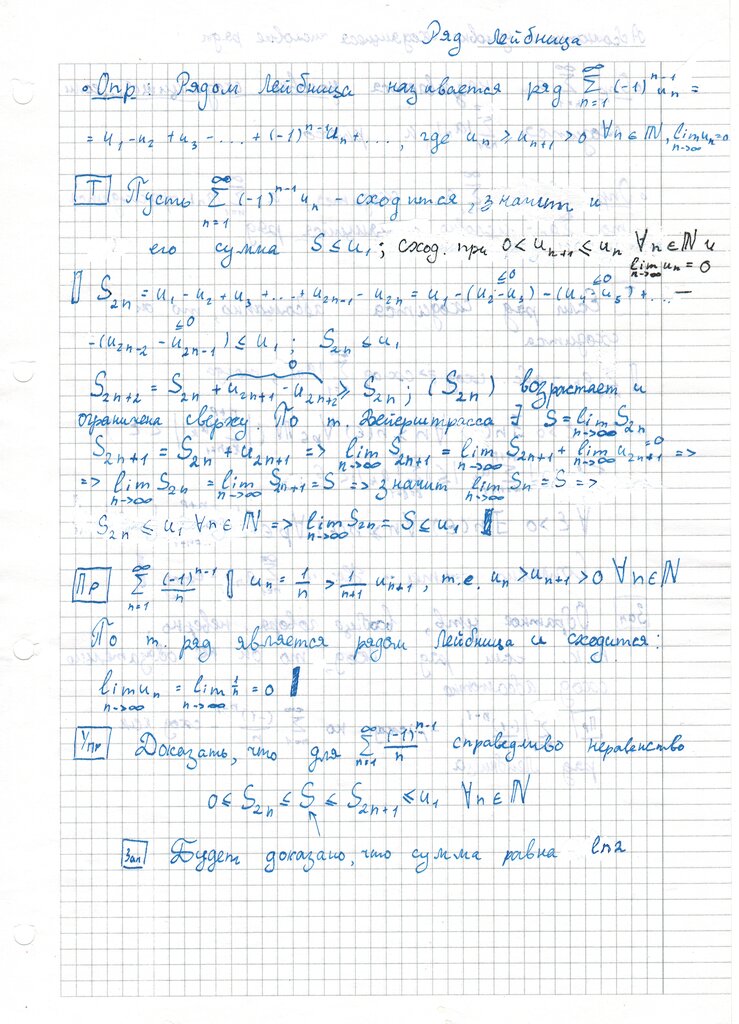 Ряд Лейбница
• Опр: Рядом Лейбница называется ряд ∑_{n=1}^{∞} (-1)^{n-1} u_n =
= u_1 - u_2 + u_3 - ... + (-1)^{n-1} u_n + ..., где u_n ≥ u_{n+1} > 0 ∀n∈ℕ, lim_{n→∞} u_n = 0
Т Пусть ∑_{n=1}^{∞} (-1)^{n-1} u_n - сходится, значит и
его сумма S ≤ u_1; сход. при 0 < u_{n+1} ≤ u_n ∀n∈ℕ и
lim_{n→∞} u_n = 0
[] S_{2n} = u_1 - u_2 + u_3 + ... + u_{2n-1} - u_{2n} = u_1 - (u_2 - u_3)^{≤0} - (u_4 - u_5)^{≤0} + ... -
-(u_{2n-2} - u_{2n-1})^{≤0} ≤ u_1; S_{2n} ≤ u_1
S_{2n+2} = S_{2n} + u_{2n+1} - u_{2n+2} ≥ S_{2n}; (S_{2n}) возрастает и
ограничена сверху. По т. Вейерштрасса ∃ S = lim_{n→∞} S_{2n}
S_{2n+1} = S_{2n} + u_{2n+1} => lim_{n→∞} S_{2n+1} = lim_{n→∞} S_{2n+1} + lim_{n→∞} u_{2n+1}^{=0} =>
=> lim_{n→∞} S_{2n} = lim_{n→∞} S_{2n+1} = S => значит lim_{n→∞} S_n = S =>
S_{2n} ≤ u_1 ∀n∈ℕ => lim_{n→∞} S_{2n} = S ≤ u_1 ▮
Пр ∑_{n=1}^{∞} (-1)^{n-1}/n [] u_n = 1/n > 1/(n+1) u_{n+1}, т.е. u_n > u_{n+1} > 0 ∀n∈ℕ
По т. ряд является рядом Лейбница и сходится:
lim_{n→∞} u_n = lim_{n→∞} 1/n = 0 ▮
Упр Доказать, что для ∑_{n=1}^{∞} (-1)^{n-1}/n справедливо неравенство
0 ≤ S_{2n} ≤ S ≤ S_{2n+1} ≤ u_1 ∀n∈ℕ
Зам Будет доказано, что сумма равна ln2